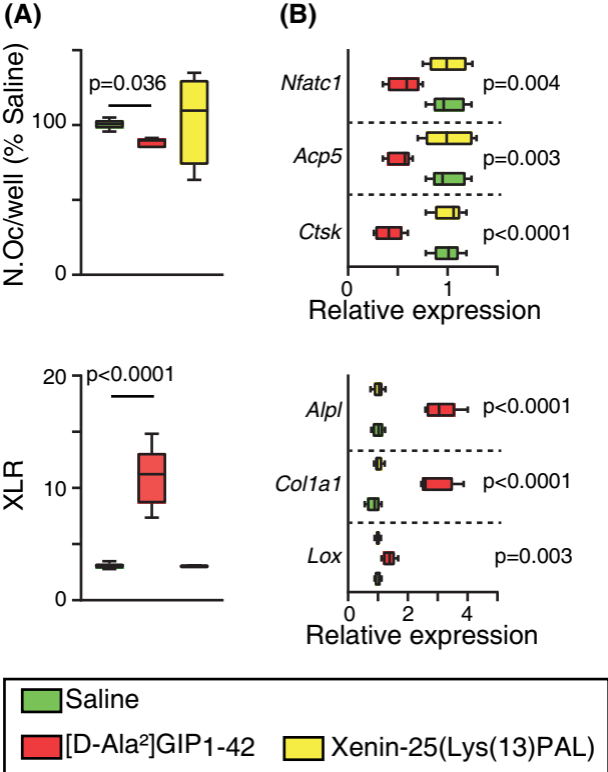 (A)
(B)
N.Oc/well (% Saline)
p=0.036
100
0
Nfatc1
p=0.004
Acp5
p=0.003
Ctsk
p<0.0001
0
1
Relative expression
XLR
20
p<0.0001
10
0
Alpl
p<0.0001
Col1a1
p<0.0001
Lox
p=0.003
0
2
4
Relative expression
Saline
[D-Ala²]GIP1-42
Xenin-25(Lys(13)PAL)